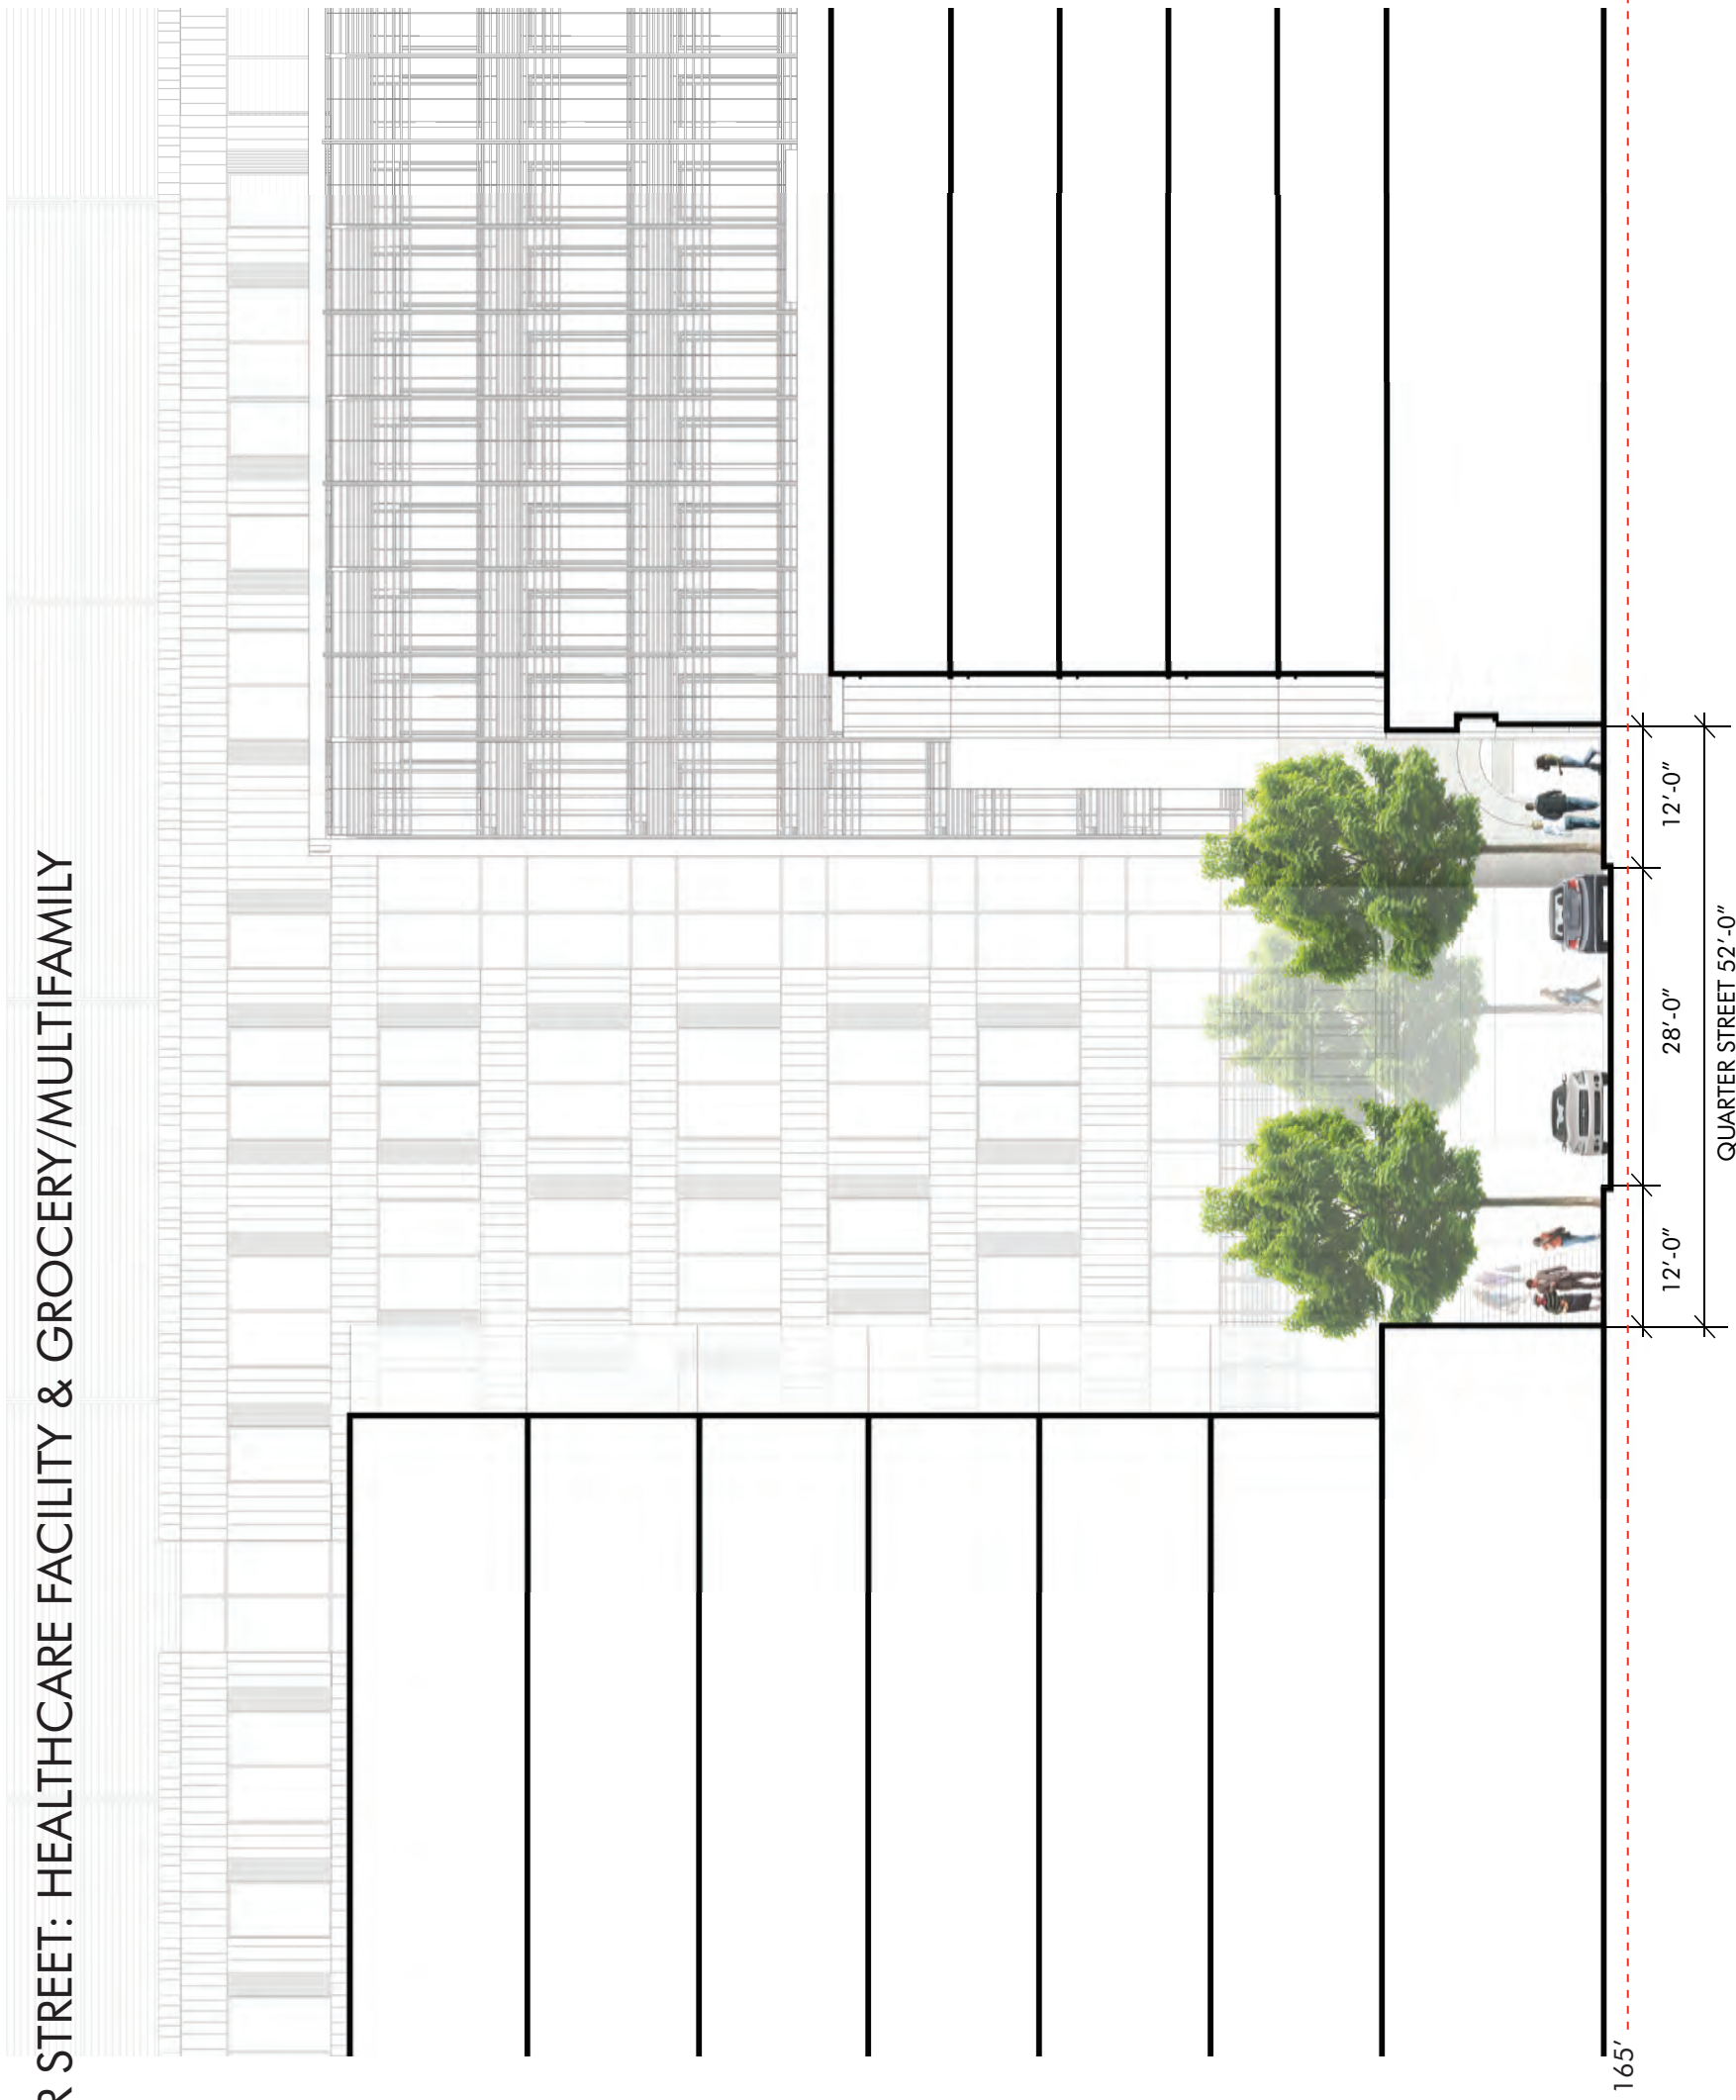 R STREET: HEALTHCARE FACILITY & GROCERY/MULTIFAMILY
165'
12'-0"
28'-0"
12'-0"
QUARTER STREET 52'-0"